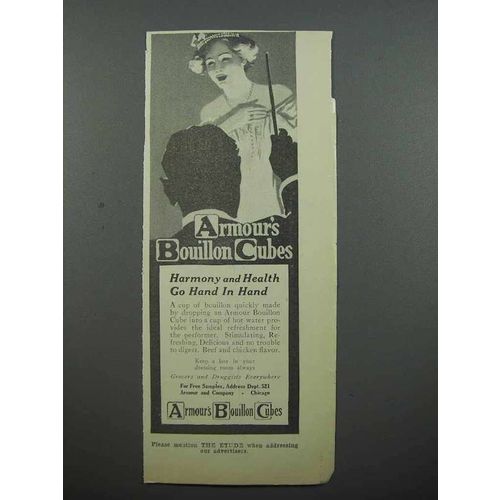 Armour's
Bouillon Cubes
Harmony and Health
Go Hand In Hand
A cup of bouillon quickly made
by dropping an Armour Bouillon
Cube into a cup of hot water pro-
vides the ideal refreshment for
the performer. Stimulating, Re-
freshing, Delicious and no trouble
to digest. Beef and chicken flavor.
Keep a box in your
dressing room always
Grocers and Druggists Everywhere
For Free Samples, Address Dept. 521
Armour and Company - Chicago
Armour's Bouillon Cubes
Please mention THE ETUDE when addressing
our advertisers.